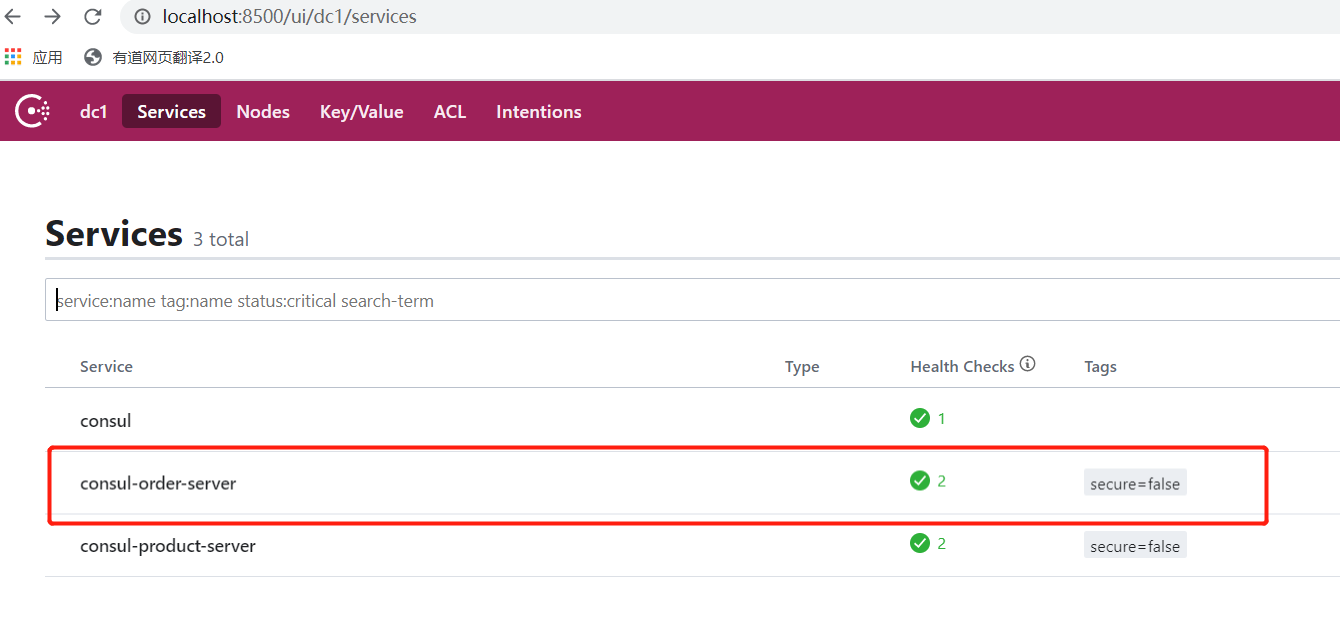 localhost:8500/ui/dc1/services
应用 有道网页翻译2.0
dc1 Services Nodes Key/Value ACL Intentions
Services 3 total
service:name tag:name status:critical search-term
Service Type Health Checks Tags
consul 1
consul-order-server 2 secure=false
consul-product-server 2 secure=false